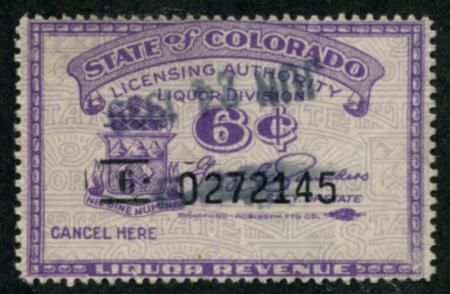 STATE of COLORADO
LICENSING AUTHORITY
LIQUOR DIVISION
6¢
6¢
0272145
NIL SINE NUMINE
STATE
BRADFORD-ROBINSON PTG CO.
CANCEL HERE
LIQUOR REVENUE